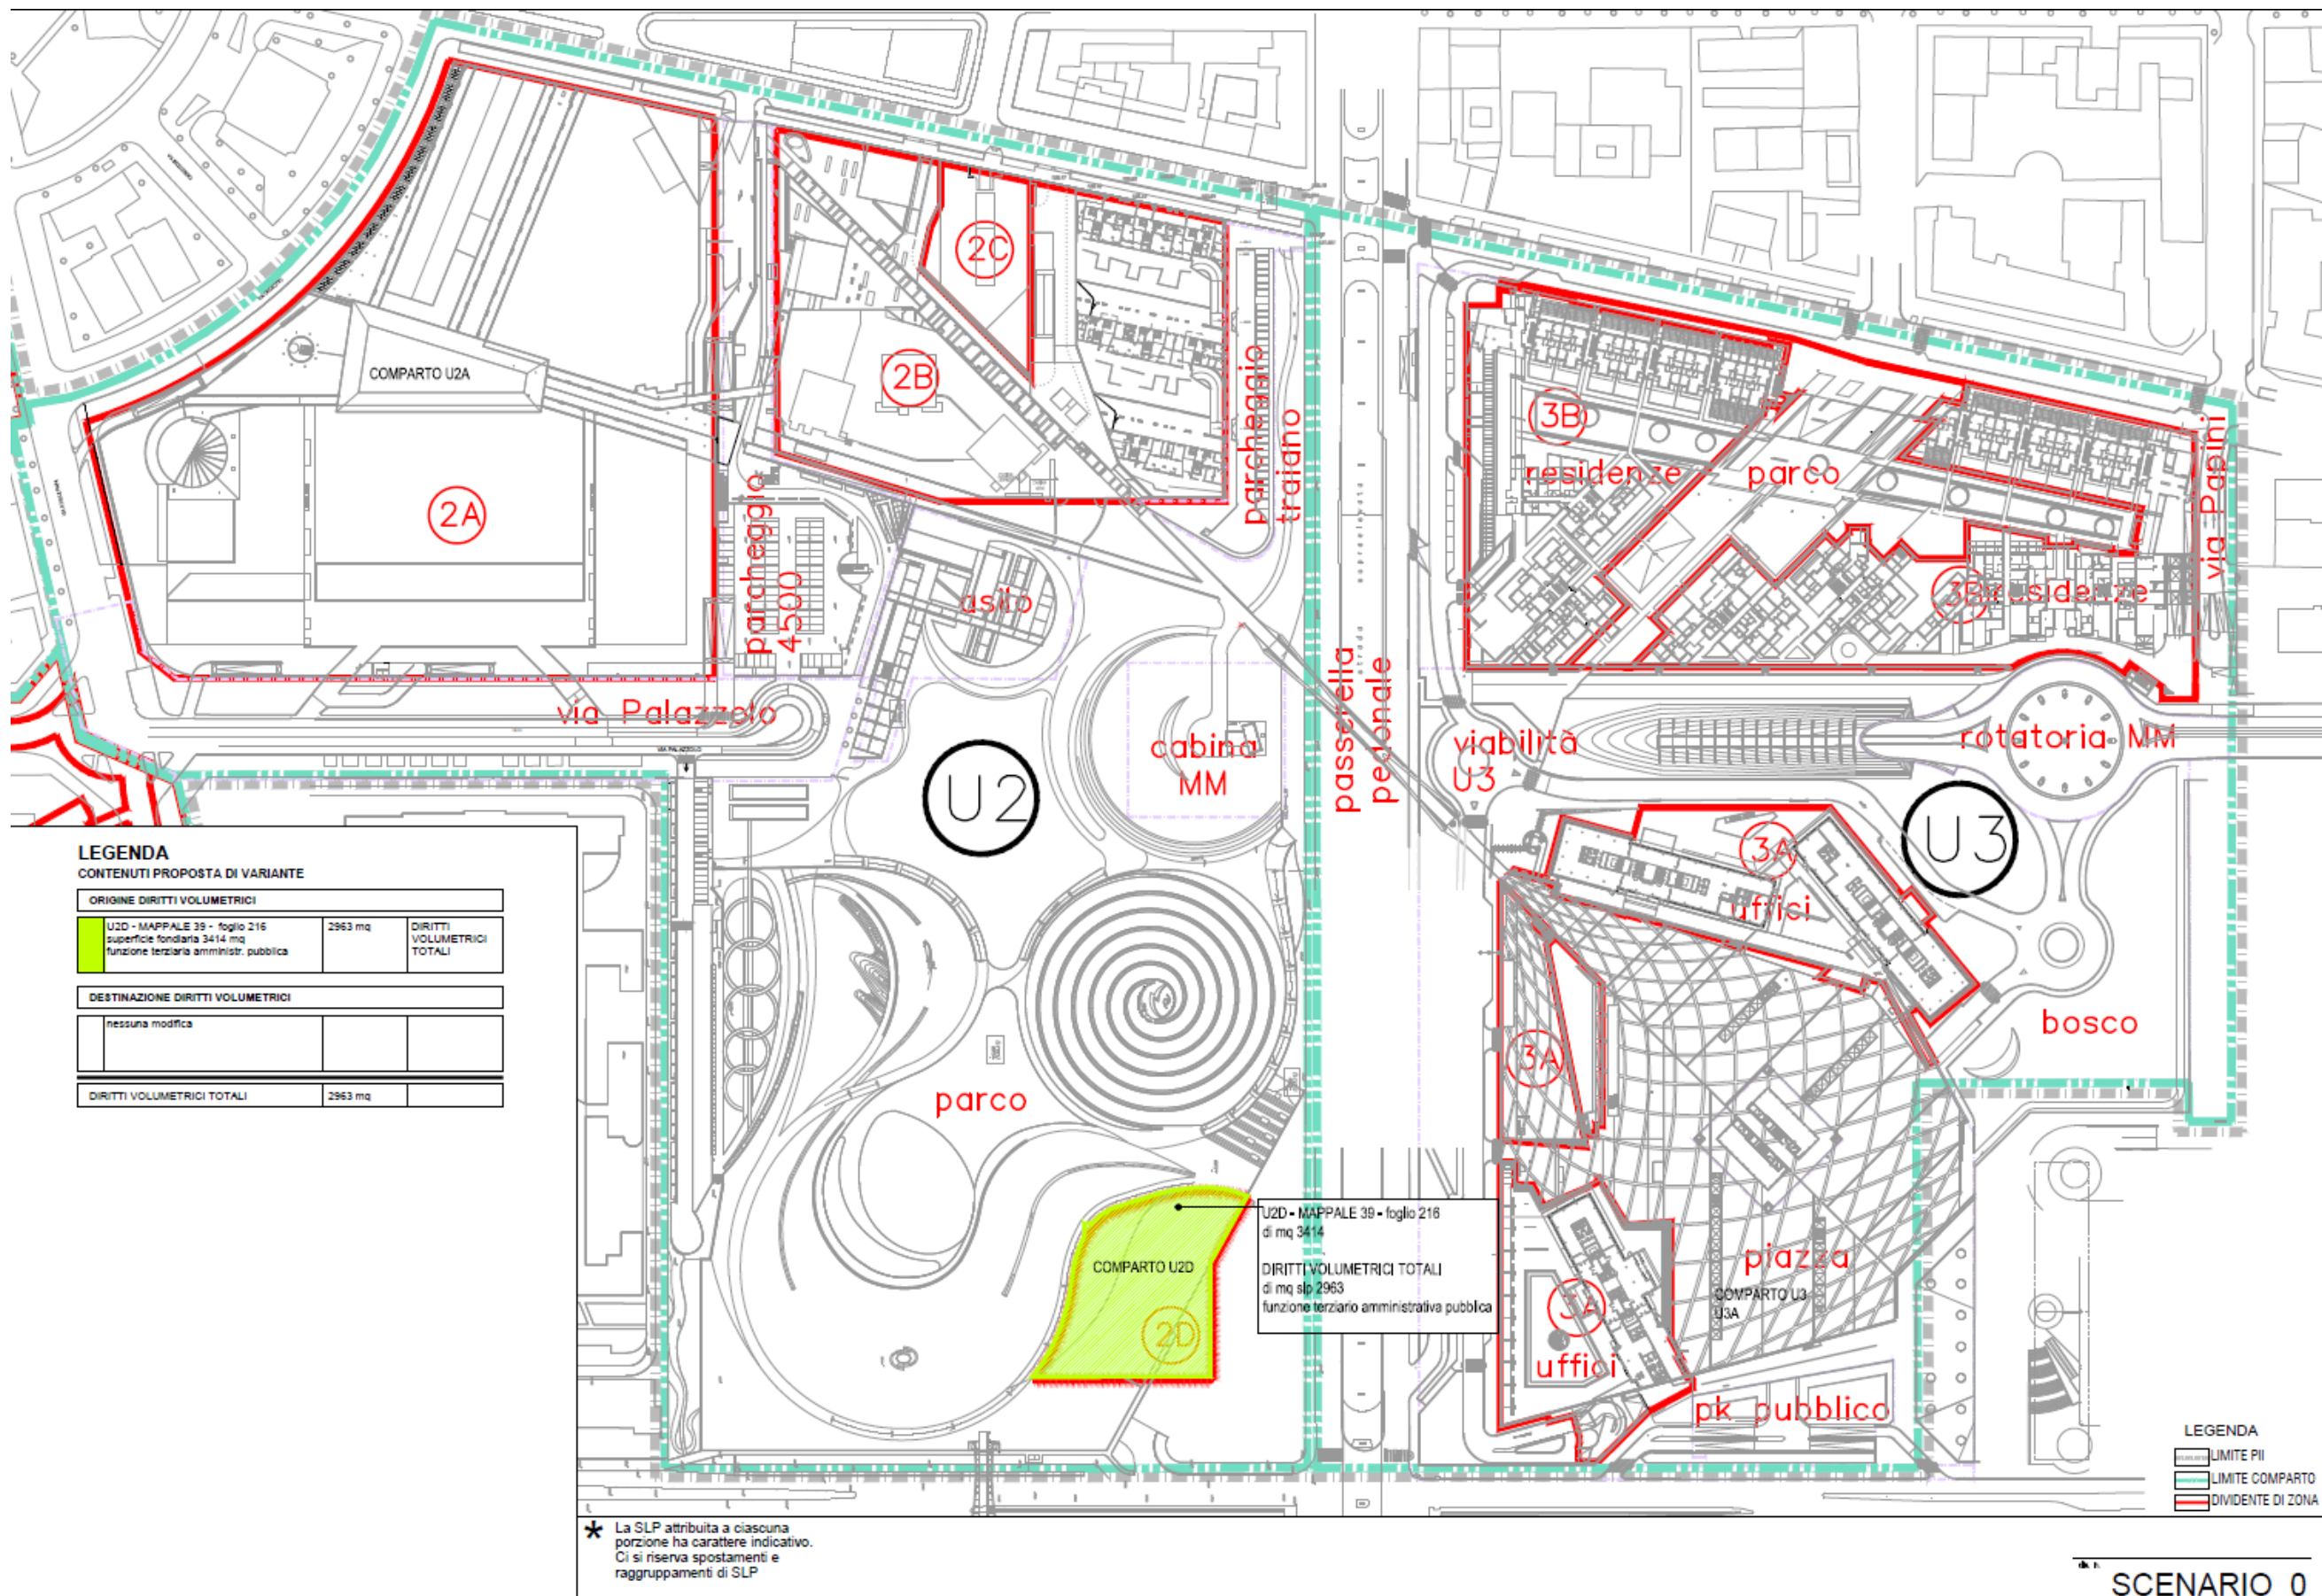 COMPARTO U2A
2A
2B
2C
parcheggio
4500
parcheggio
traiano
asilo
via Palazzolo
VIA PALAZZOLO
U2
cabina
MM
passerella
pedonale
strada sopraelevata
3B
residenze
parco
3B
residenze
via Papini
viabilità
U3
rotatoria MM
U3
3A
uffici
3A
bosco
parco
COMPARTO U2D
2D
U2D - MAPPALE 39 - foglio 216
di mq 3414
DIRITTI VOLUMETRICI TOTALI
di mq slp 2963
funzione terziario amministrativa pubblica
piazza
COMPARTO U3
U3A
3A
uffici
pk pubblico
LEGENDA
CONTENUTI PROPOSTA DI VARIANTE
ORIGINE DIRITTI VOLUMETRICI
U2D - MAPPALE 39 - foglio 216
superficie fondiaria 3414 mq
funzione terziaria amministr. pubblica
2963 mq
DIRITTI
VOLUMETRICI
TOTALI
DESTINAZIONE DIRITTI VOLUMETRICI
nessuna modifica
DIRITTI VOLUMETRICI TOTALI
2963 mq
LEGENDA
LIMITE PII
LIMITE COMPARTO
DIVIDENTE DI ZONA
* La SLP attribuita a ciascuna
porzione ha carattere indicativo.
Ci si riserva spostamenti e
raggruppamenti di SLP
SCENARIO 0